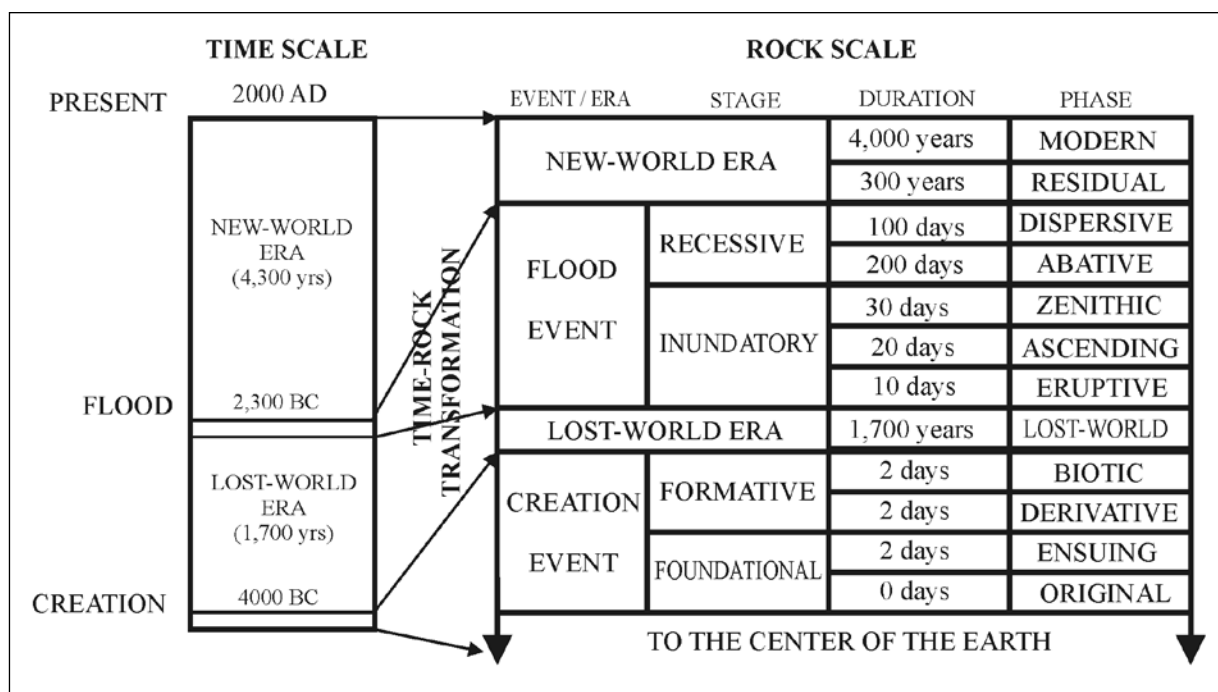 TIME SCALE
ROCK SCALE
PRESENT
2000 AD
EVENT / ERA STAGE DURATION PHASE
NEW-WORLD ERA
4,000 years MODERN
300 years RESIDUAL
NEW-WORLD
ERA
(4,300 yrs)
FLOOD
EVENT
RECESSIVE
100 days DISPERSIVE
200 days ABATIVE
INUNDATORY
30 days ZENITHIC
20 days ASCENDING
10 days ERUPTIVE
TIME-ROCK
TRANSFORMATION
2,300 BC
FLOOD
LOST-WORLD ERA 1,700 years LOST-WORLD
LOST-WORLD
ERA
(1,700 yrs)
CREATION
EVENT
FORMATIVE
2 days BIOTIC
2 days DERIVATIVE
FOUNDATIONAL
2 days ENSUING
0 days ORIGINAL
4000 BC
CREATION
TO THE CENTER OF THE EARTH